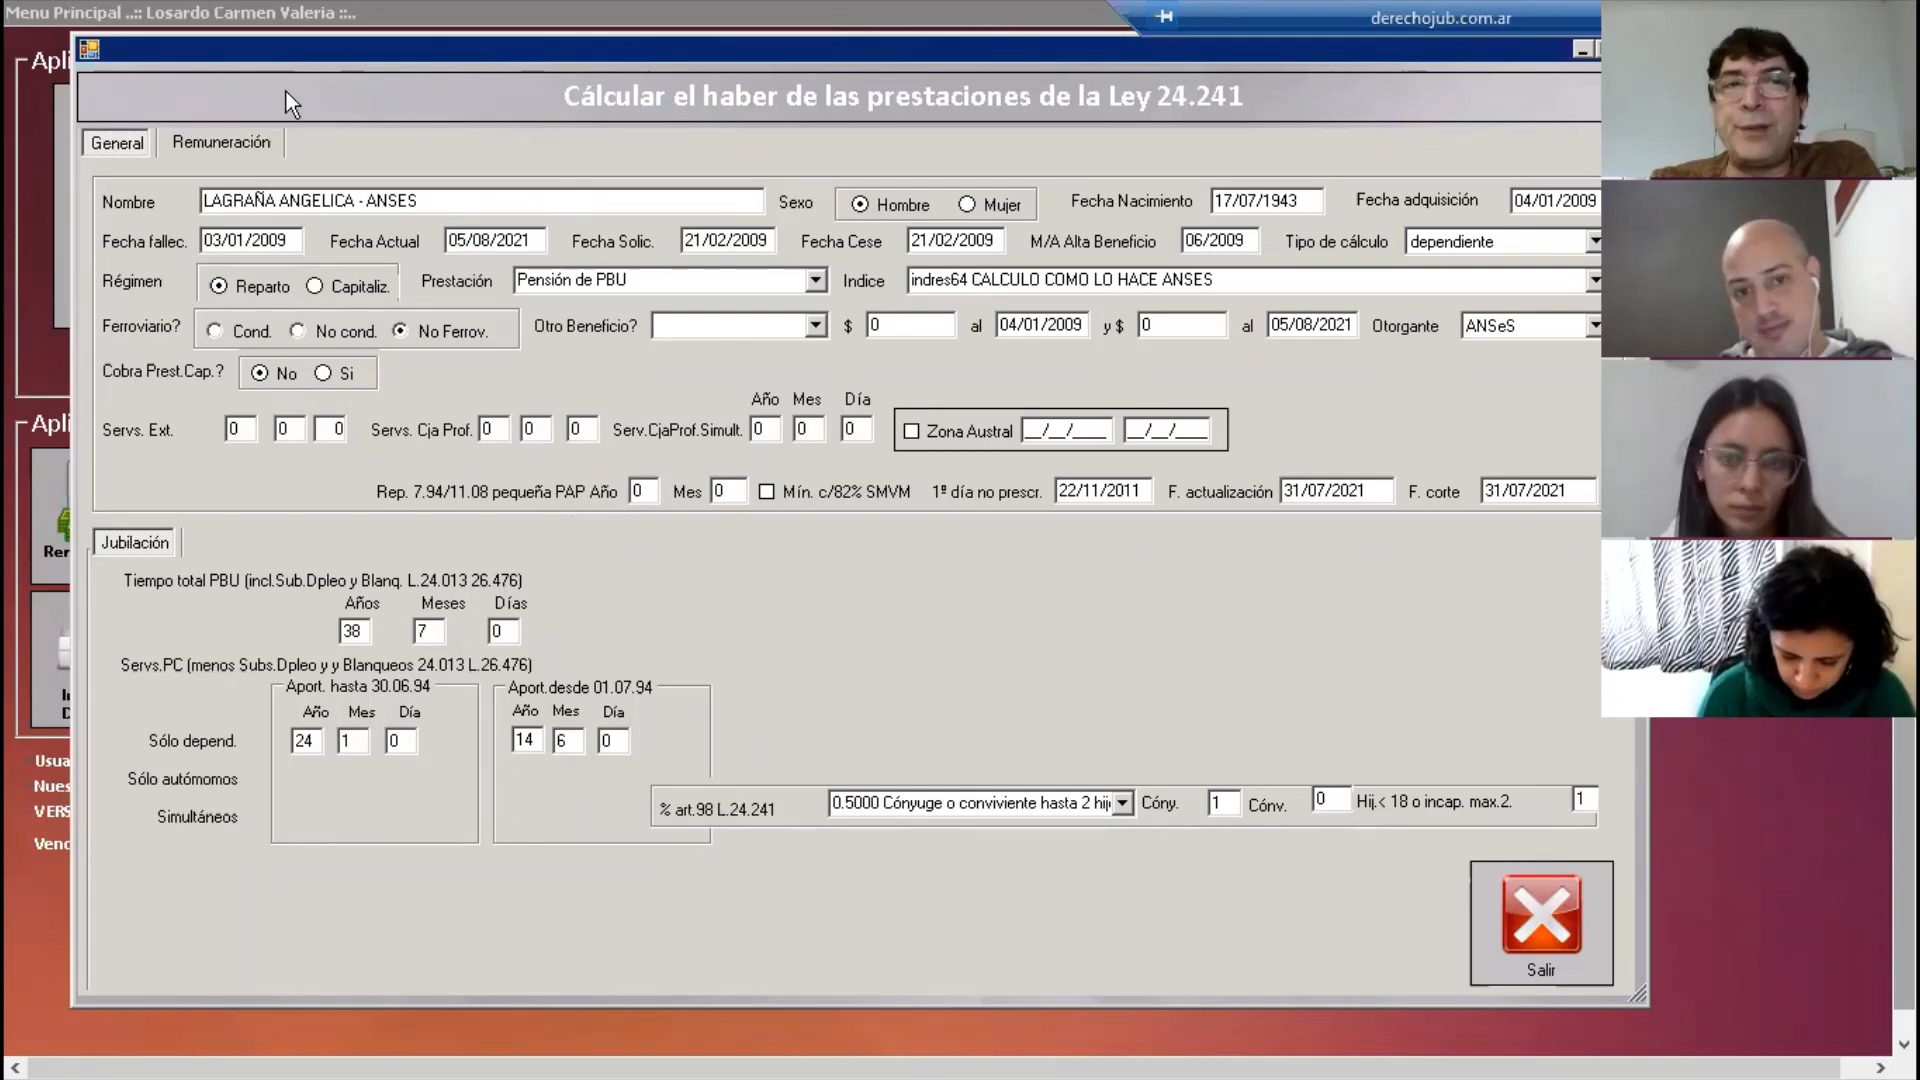 Menu Principal ..:: Losardo Carmen Valeria ::..
derechojub.com.ar
Apli
Cálcular el haber de las prestaciones de la Ley 24.241
General Remuneración
Nombre LAGRAÑA ANGELICA - ANSES Sexo Hombre Mujer Fecha Nacimiento 17/07/1943 Fecha adquisición 04/01/2009
Fecha fallec. 03/01/2009 Fecha Actual 05/08/2021 Fecha Solic. 21/02/2009 Fecha Cese 21/02/2009 M/A Alta Beneficio 06/2009 Tipo de cálculo dependiente
Régimen Reparto Capitaliz. Prestación Pensión de PBU Indice indres64 CALCULO COMO LO HACE ANSES
Ferroviario? Cond. No cond. No Ferrov. Otro Beneficio? $ 0 al 04/01/2009 y $ 0 al 05/08/2021 Otorgante ANSeS
Cobra Prest.Cap.? No Si
Año Mes Día
Apli
Servs. Ext. 0 0 0 Servs. Cja Prof. 0 0 0 Serv.CjaProf.Simult. 0 0 0 Zona Austral __/__/____ __/__/____
Rep. 7.94/11.08 pequeña PAP Año 0 Mes 0 Mín. c/82% SMVM 1º día no prescr. 22/11/2011 F. actualización 31/07/2021 F. corte 31/07/2021
Jubilación
Rer
Tiempo total PBU (incl.Sub.Dpleo y Blanq. L.24.013 26.476)
Años Meses Días
38 7 0
Servs.PC (menos Subs.Dpleo y y Blanqueos 24.013 L.26.476)
Aport. hasta 30.06.94 Aport.desde 01.07.94
Año Mes Día Año Mes Día
Sólo depend. 24 1 0 14 6 0
Usua
Sólo autómomos
Nues
% art.98 L.24.241 0.5000 Cónyuge o conviviente hasta 2 hij Cóny. 1 Cónv. 0 Hij.< 18 o incap. max.2. 1
VERS
Simultáneos
Venc
Salir